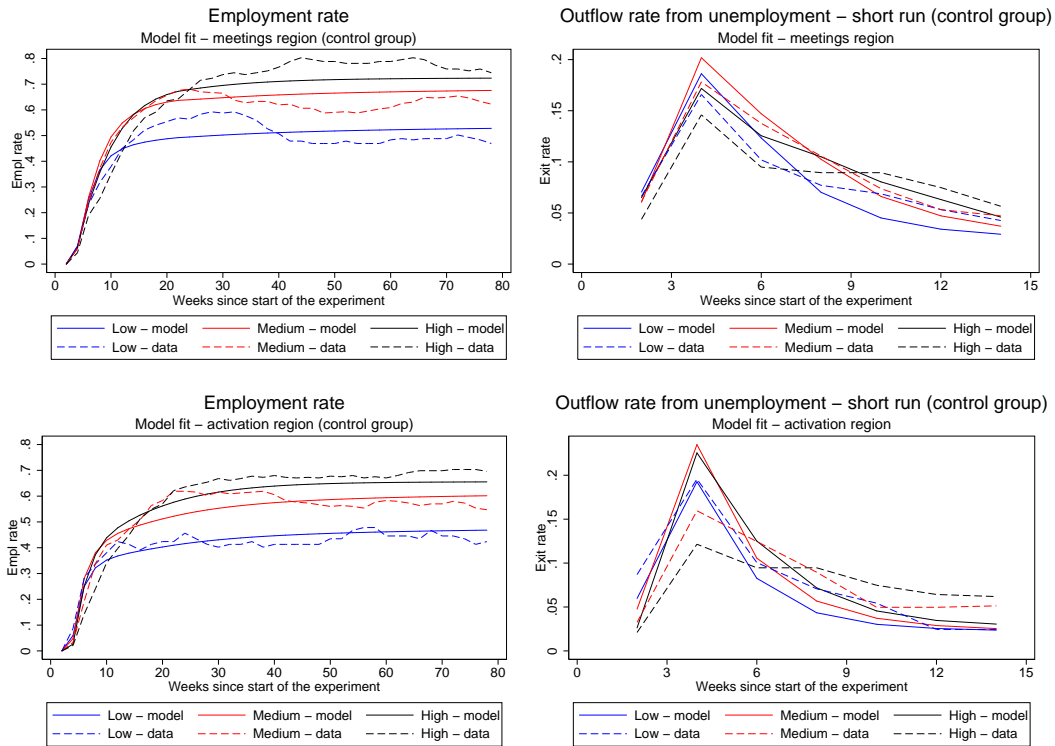 Employment rate
Model fit – meetings region (control group)
Empl rate
0 .1 .2 .3 .4 .5 .6 .7 .8
0 10 20 30 40 50 60 70 80
Weeks since start of the experiment
Low – model Medium – model High – model
Low – data Medium – data High – data
Outflow rate from unemployment – short run (control group)
Model fit – meetings region
Exit rate
0 .05 .1 .15 .2
0 3 6 9 12 15
Weeks since start of the experiment
Low – model Medium – model High – model
Low – data Medium – data High – data
Employment rate
Model fit – activation region (control group)
Empl rate
0 .1 .2 .3 .4 .5 .6 .7 .8
0 10 20 30 40 50 60 70 80
Weeks since start of the experiment
Low – model Medium – model High – model
Low – data Medium – data High – data
Outflow rate from unemployment – short run (control group)
Model fit – activation region
Exit rate
0 .05 .1 .15 .2
0 3 6 9 12 15
Weeks since start of the experiment
Low – model Medium – model High – model
Low – data Medium – data High – data